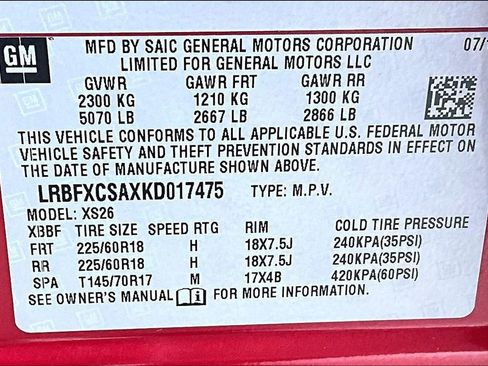 GM
MFD BY SAIC GENERAL MOTORS CORPORATION 07/1
LIMITED FOR GENERAL MOTORS LLC
GVWR GAWR FRT GAWR RR
2300 KG 1210 KG 1300 KG
5070 LB 2667 LB 2866 LB
THIS VEHICLE CONFORMS TO ALL APPLICABLE U.S. FEDERAL MOTOR
VEHICLE SAFETY AND THEFT PREVENTION STANDARDS IN EFFECT ON
THE DATE OF MANUFACTURE SHOWN ABOVE.
LRBFXCSAXKD017475 TYPE: M.P.V.
MODEL: XS26
XBBF TIRE SIZE SPEED RTG RIM COLD TIRE PRESSURE
FRT 225/60R18 H 18X7.5J 240KPA(35PSI)
RR 225/60R18 H 18X7.5J 240KPA(35PSI)
SPA T145/70R17 M 17X4B 420KPA(60PSI)
SEE OWNER'S MANUAL FOR MORE INFORMATION.